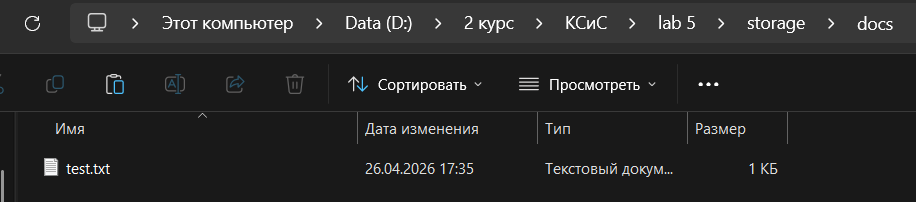 Этот компьютер > Data (D:) > 2 курс > КСиС > lab 5 > storage > docs
Сортировать Просмотреть
Имя Дата изменения Тип Размер
test.txt 26.04.2026 17:35 Текстовый докум... 1 КБ